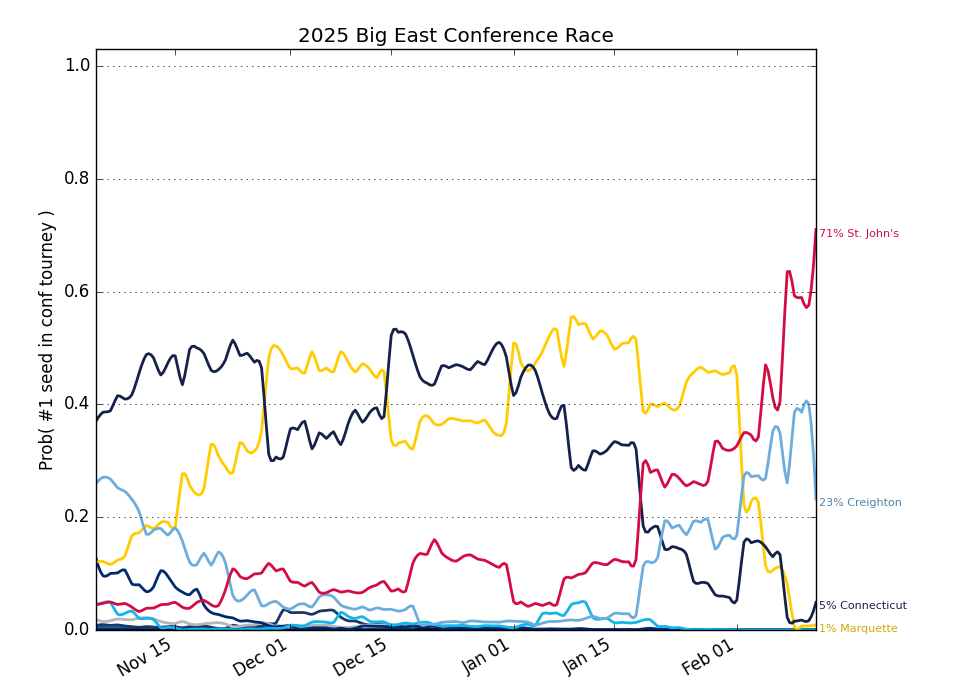 2025 Big East Conference Race
Prob( #1 seed in conf tourney )
1.0
0.8
0.6
0.4
0.2
0.0
71% St. John's
23% Creighton
5% Connecticut
1% Marquette
Nov 15
Dec 01
Dec 15
Jan 01
Jan 15
Feb 01